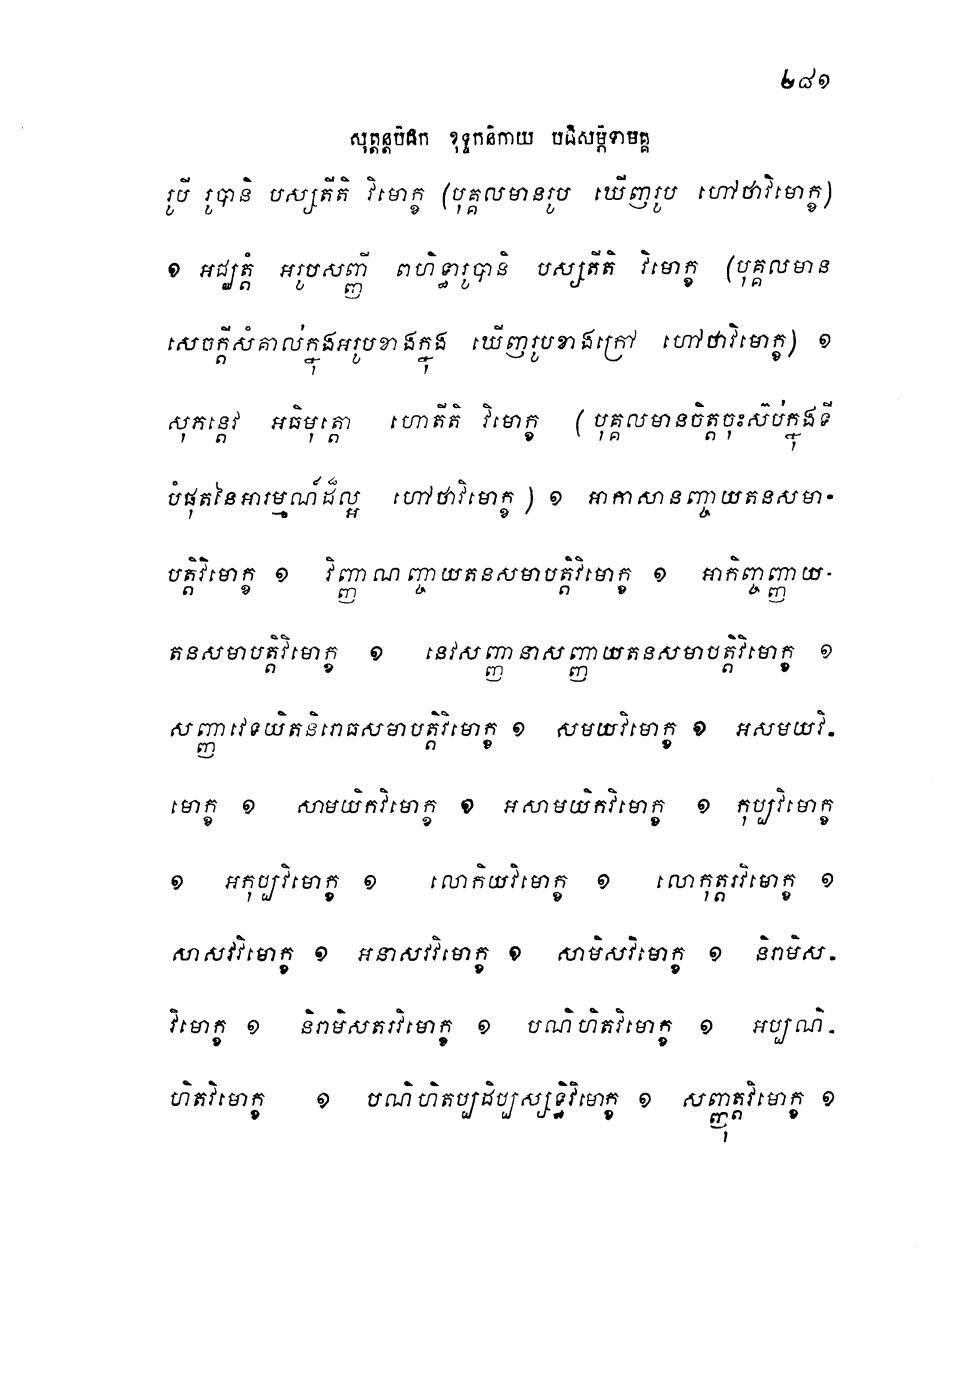 ២៨១
សុត្តន្តបិដក ខុទ្ទកនិកាយ បដិសម្ភិទាមគ្គ
រូបី រូបានិ បស្សតីតិ វិមោក្ខ (បុគ្គលមានរូប ឃើញរូប ហៅថាវិមោក្ខ)
១ អជ្ឈត្តំ អរូបសញ្ញី ពហិទ្ធារូបានិ បស្សតីតិ វិមោក្ខ (បុគ្គលមាន
សេចក្តីសំគាល់ក្នុងអរូបខាងក្នុង ឃើញរូបខាងក្រៅ ហៅថាវិមោក្ខ) ១
សុភន្តេវ អធិមុត្តោ ហោតីតិ វិមោក្ខ (បុគ្គលមានចិត្តចុះស៊ប់ក្នុងទី
បំផុតនៃអារម្មណ៍ដ៏ល្អ ហៅថាវិមោក្ខ) ១ អាកាសានញ្ចាយតនសមា-
បត្តិវិមោក្ខ ១ វិញ្ញាណញ្ចាយតនសមាបត្តិវិមោក្ខ ១ អាកិញ្ចញ្ញាយ-
តនសមាបត្តិវិមោក្ខ ១ នេវសញ្ញានាសញ្ញាយតនសមាបត្តិវិមោក្ខ ១
សញ្ញាវេទយិតនិរោធសមាបត្តិវិមោក្ខ ១ សមយវិមោក្ខ ១ អសមយវិ-
មោក្ខ ១ សាមយិកវិមោក្ខ ១ អសាមយិកវិមោក្ខ ១ កុប្បវិមោក្ខ
១ អកុប្បវិមោក្ខ ១ លោកិយវិមោក្ខ ១ លោកុត្តរវិមោក្ខ ១
សាសវវិមោក្ខ ១ អនាសវវិមោក្ខ ១ សាមិសវិមោក្ខ ១ និរាមិស-
វិមោក្ខ ១ និរាមិសតរវិមោក្ខ ១ បណិហិតវិមោក្ខ ១ អប្បណិ-
ហិតវិមោក្ខ ១ បណិហិតប្បដិប្បស្សទ្ធិវិមោក្ខ ១ សញ្ញុត្តវិមោក្ខ ១